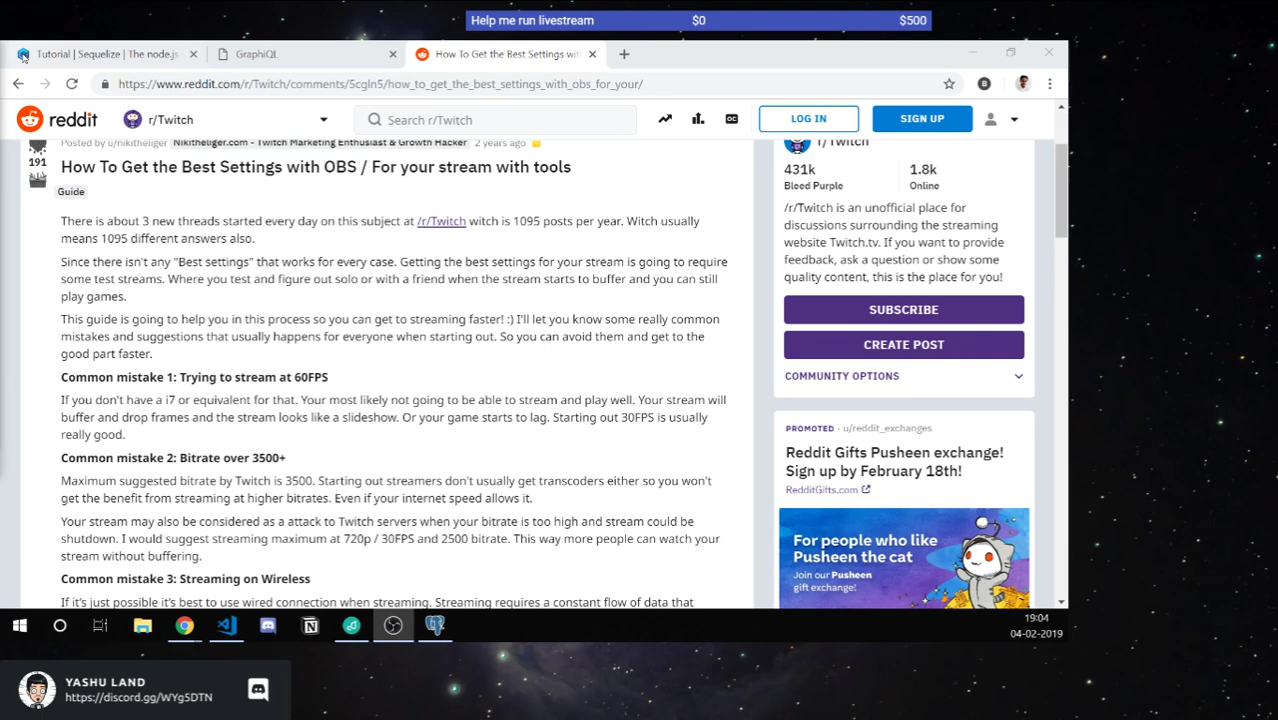 Help me run livestream $0 $500
Tutorial | Sequelize | The node.js
GraphiQL
How To Get the Best Settings wit
https://www.reddit.com/r/Twitch/comments/5cgln5/how_to_get_the_best_settings_with_obs_for_your/
reddit
r/Twitch
Search r/Twitch
LOG IN
SIGN UP
Posted by u/nikitheliger Nikitheliger.com - Twitch Marketing Enthusiast & Growth Hacker 2 years ago
191
How To Get the Best Settings with OBS / For your stream with tools
Guide
There is about 3 new threads started every day on this subject at /r/Twitch witch is 1095 posts per year. Witch usually
means 1095 different answers also.
Since there isn't any "Best settings" that works for every case. Getting the best settings for your stream is going to require
some test streams. Where you test and figure out solo or with a friend when the stream starts to buffer and you can still
play games.
This guide is going to help you in this process so you can get to streaming faster! :) I'll let you know some really common
mistakes and suggestions that usually happens for everyone when starting out. So you can avoid them and get to the
good part faster.
Common mistake 1: Trying to stream at 60FPS
If you don't have a i7 or equivalent for that. Your most likely not going to be able to stream and play well. Your stream will
buffer and drop frames and the stream looks like a slideshow. Or your game starts to lag. Starting out 30FPS is usually
really good.
Common mistake 2: Bitrate over 3500+
Maximum suggested bitrate by Twitch is 3500. Starting out streamers don't usually get transcoders either so you won't
get the benefit from streaming at higher bitrates. Even if your internet speed allows it.
Your stream may also be considered as a attack to Twitch servers when your bitrate is too high and stream could be
shutdown. I would suggest streaming maximum at 720p / 30FPS and 2500 bitrate. This way more people can watch your
stream without buffering.
Common mistake 3: Streaming on Wireless
If it's just possible it's best to use wired connection when streaming. Streaming requires a constant flow of data that
r/Twitch
431k
1.8k
Bleed Purple
Online
/r/Twitch is an unofficial place for
discussions surrounding the streaming
website Twitch.tv. If you want to provide
feedback, ask a question or show some
quality content, this is the place for you!
SUBSCRIBE
CREATE POST
COMMUNITY OPTIONS
PROMOTED · u/reddit_exchanges
Reddit Gifts Pusheen exchange!
Sign up by February 18th!
RedditGifts.com
For people who like
Pusheen the cat
Join our Pusheen
gift exchange!
19:04
04-02-2019
YASHU LAND
https://discord.gg/WYg5DTN